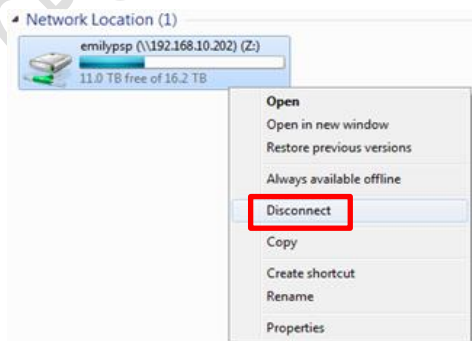 Network Location (1)
emilypsp (\\192.168.10.202) (Z:)
11.0 TB free of 16.2 TB
Open
Open in new window
Restore previous versions
Always available offline
Disconnect
Copy
Create shortcut
Rename
Properties